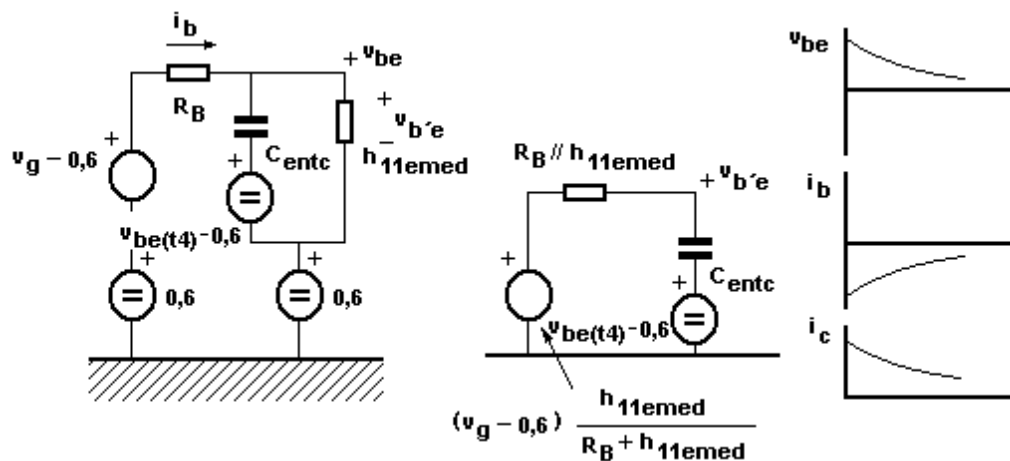 i_b
+ v_be
R_B
+
v_b´e
–
h_11emed
+
v_g – 0,6
+
C_entc
=
v_be(t4) -0,6
+
=
0,6
+
=
0,6
R_B // h_11emed
+ v_b´e
+
C_entc
+
=
v_be(t4) -0,6
(v_g – 0,6) h_11emed
R_B + h_11emed
v_be
i_b
i_c